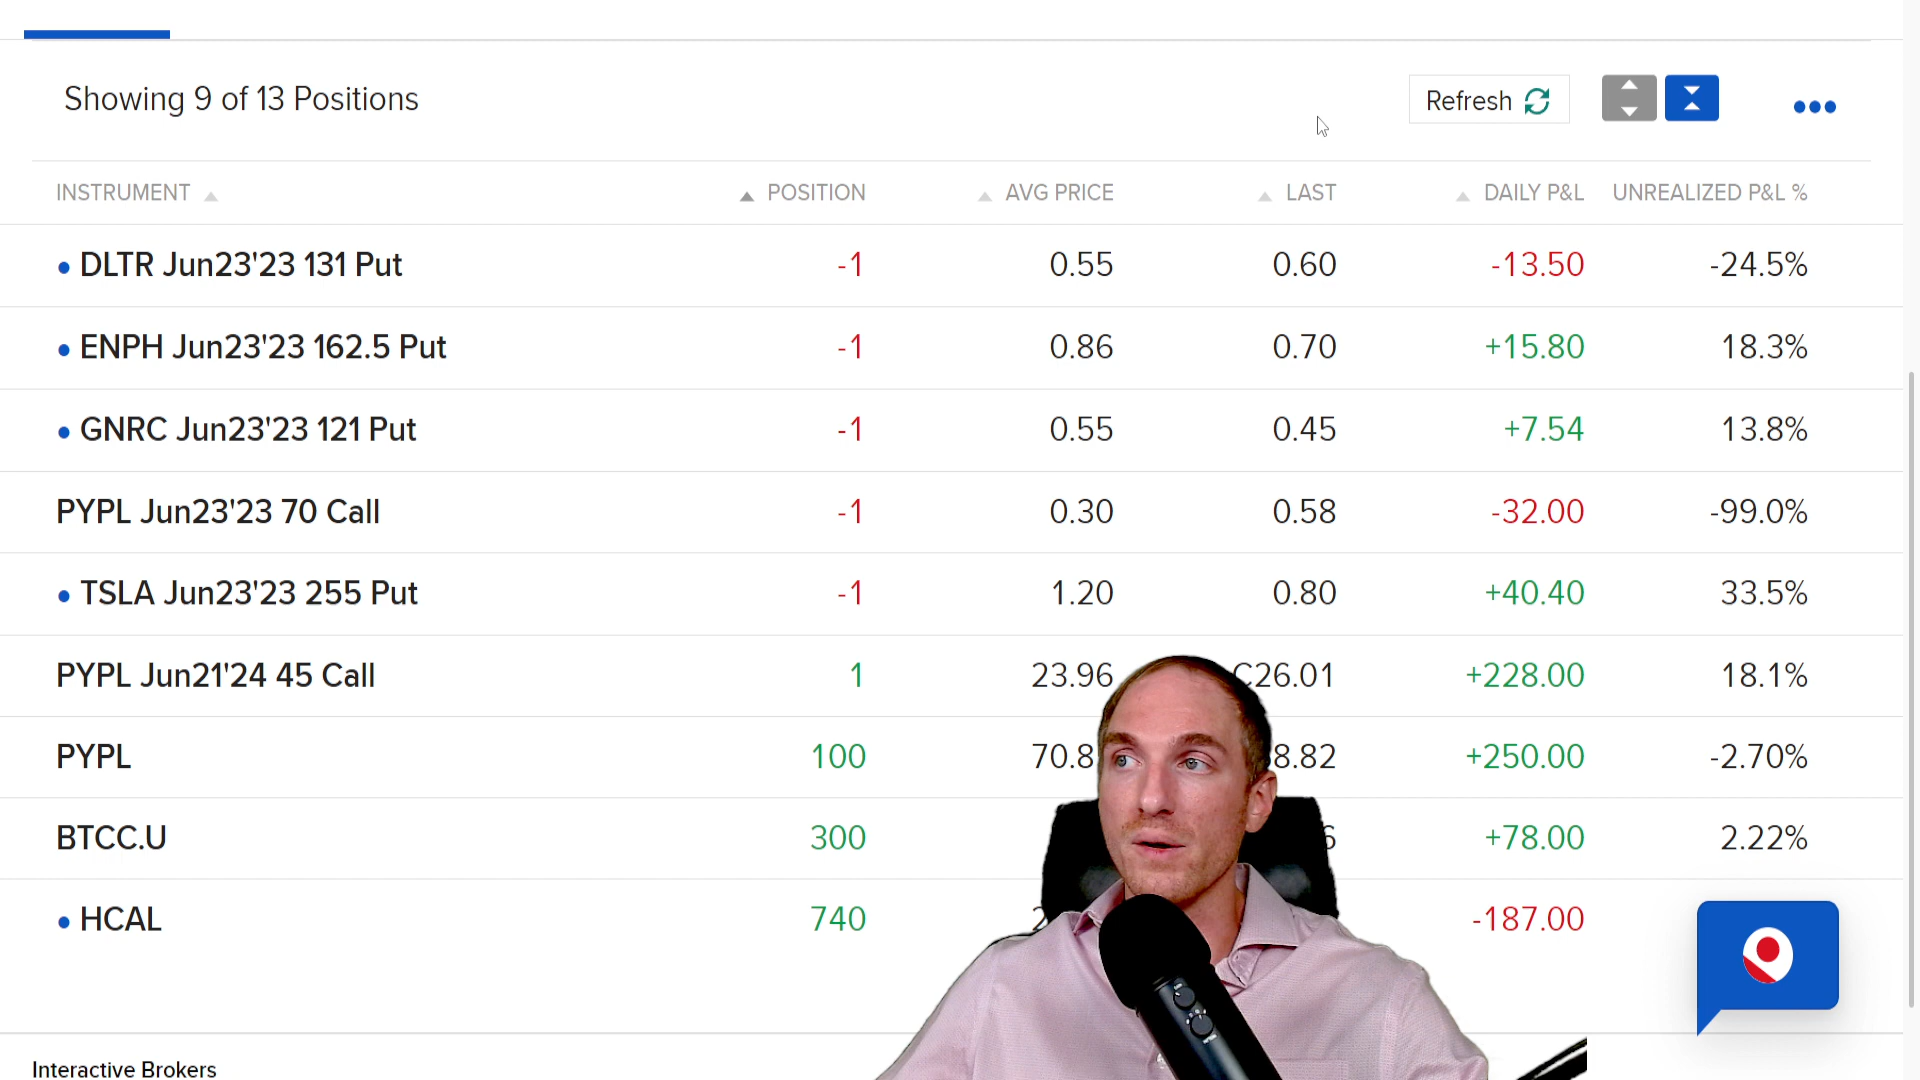 Showing 9 of 13 Positions
Refresh
INSTRUMENT POSITION AVG PRICE LAST DAILY P&L UNREALIZED P&L %
DLTR Jun23'23 131 Put -1 0.55 0.60 -13.50 -24.5%
ENPH Jun23'23 162.5 Put -1 0.86 0.70 +15.80 18.3%
GNRC Jun23'23 121 Put -1 0.55 0.45 +7.54 13.8%
PYPL Jun23'23 70 Call -1 0.30 0.58 -32.00 -99.0%
TSLA Jun23'23 255 Put -1 1.20 0.80 +40.40 33.5%
PYPL Jun21'24 45 Call 1 23.96 C26.01 +228.00 18.1%
PYPL 100 +250.00 -2.70%
BTCC.U 300 +78.00 2.22%
HCAL 740 -187.00
Interactive Brokers